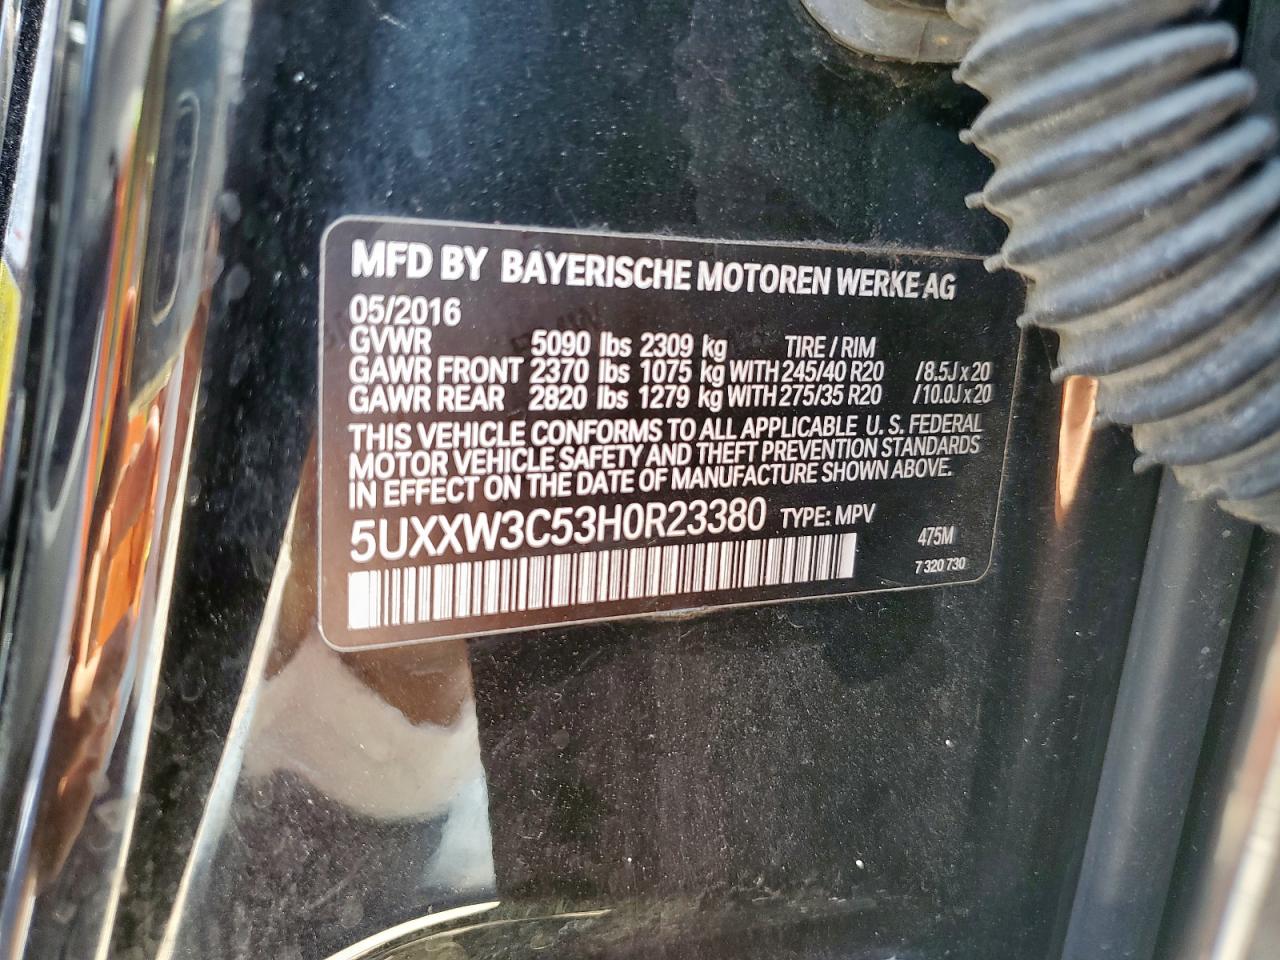 MFD BY BAYERISCHE MOTOREN WERKE AG
05/2016
GVWR 5090 lbs 2309 kg TIRE / RIM
GAWR FRONT 2370 lbs 1075 kg WITH 245/40 R20 /8.5J x 20
GAWR REAR 2820 lbs 1279 kg WITH 275/35 R20 /10.0J x 20
THIS VEHICLE CONFORMS TO ALL APPLICABLE U. S. FEDERAL
MOTOR VEHICLE SAFETY AND THEFT PREVENTION STANDARDS
IN EFFECT ON THE DATE OF MANUFACTURE SHOWN ABOVE.
5UXXW3C53H0R23380 TYPE: MPV
475M
7 320 730